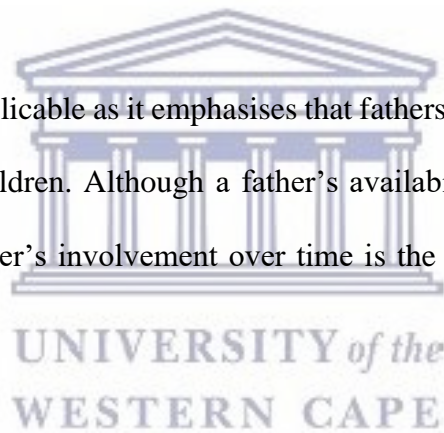 licable as it emphasises that fathers
ldren. Although a father’s availab
er’s involvement over time is the
UNIVERSITY of the
WESTERN CAPE